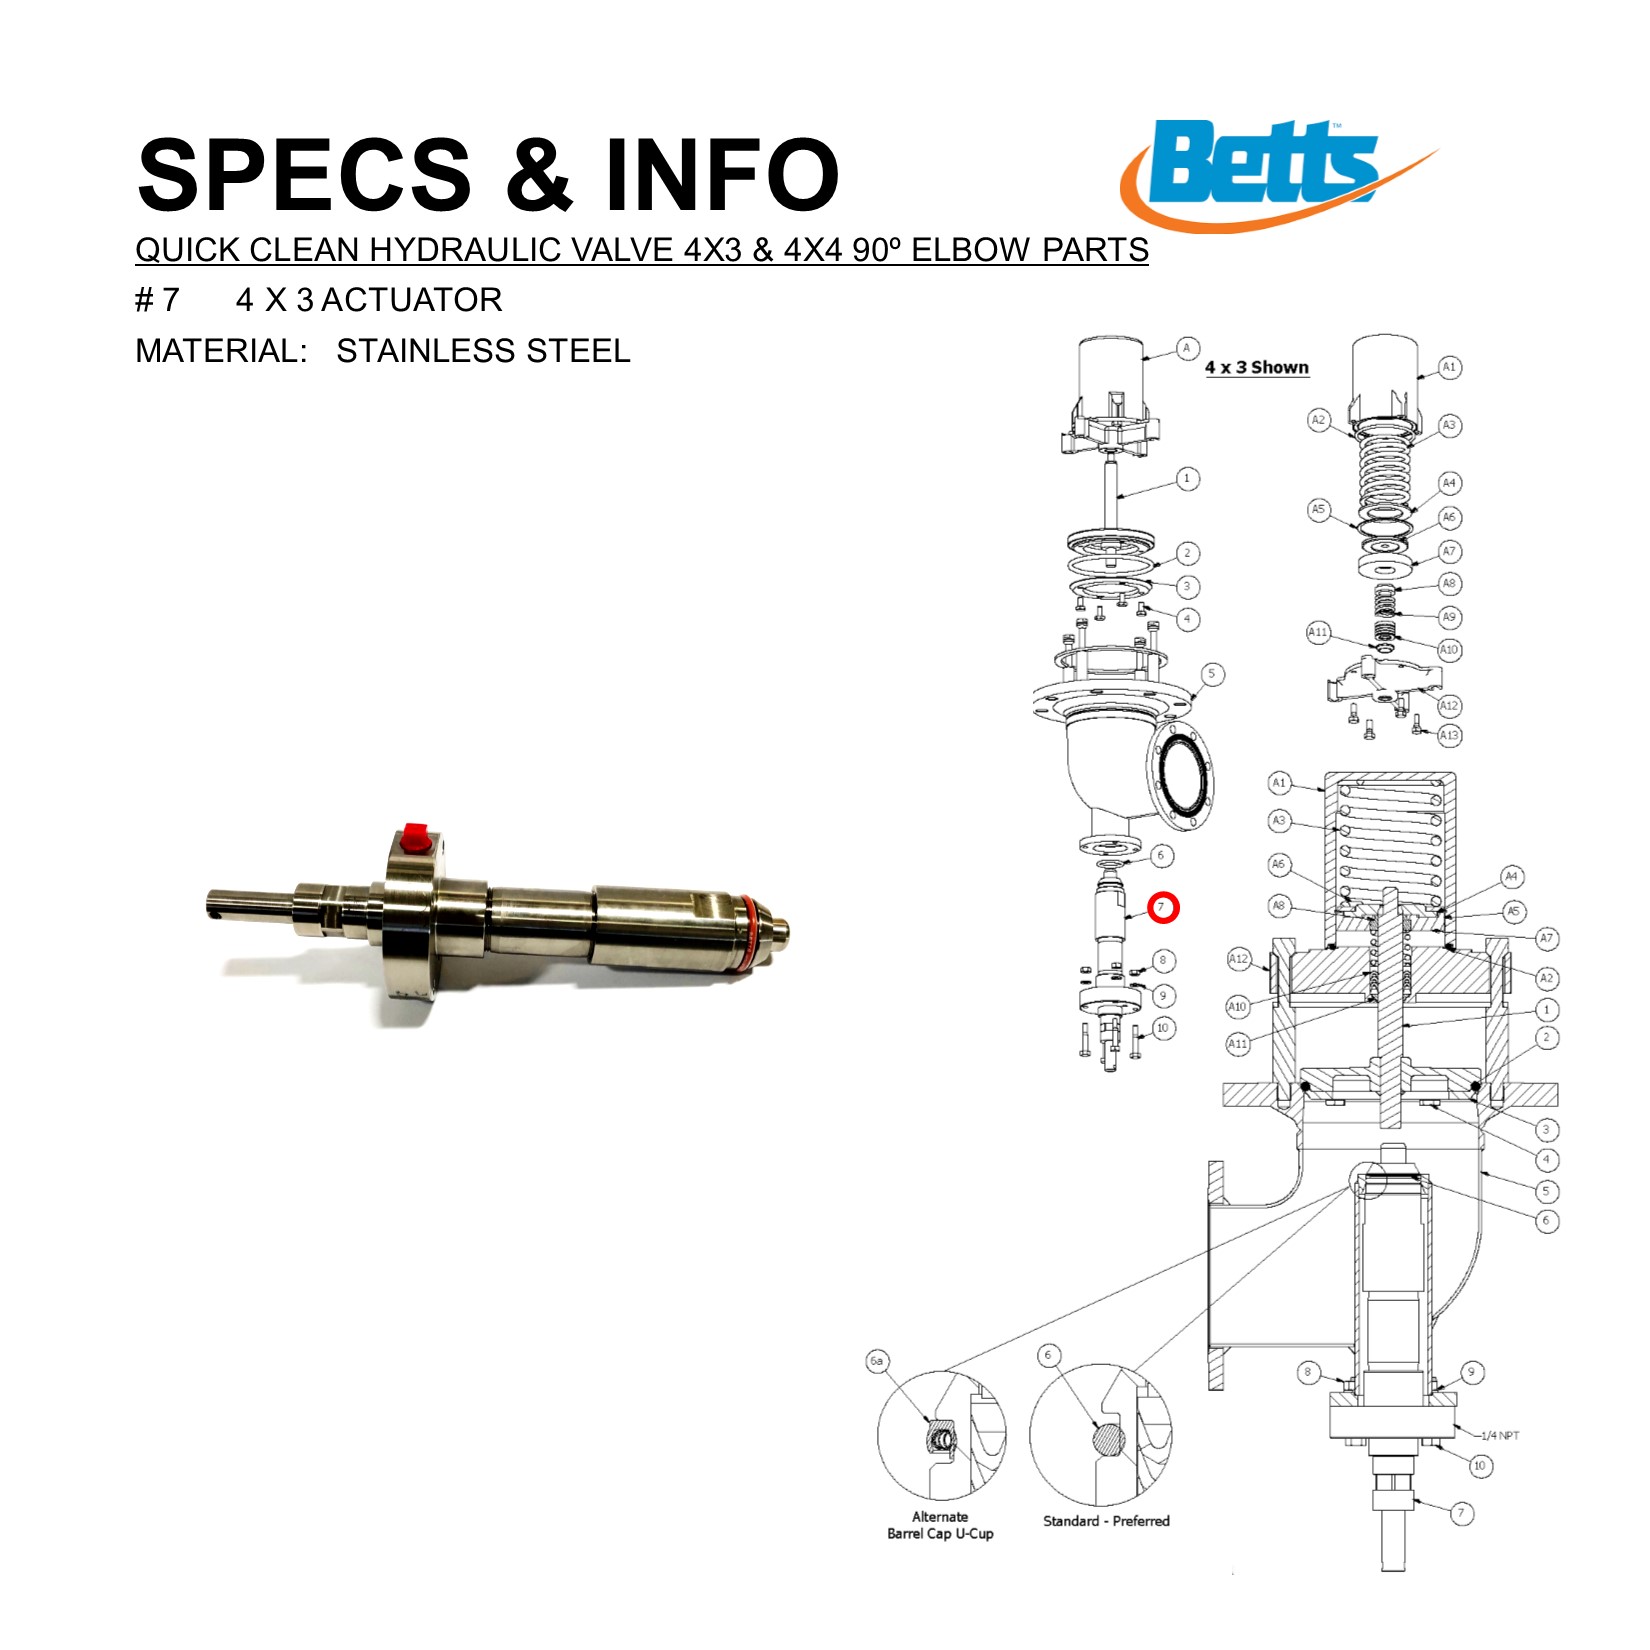 SPECS & INFO
Betts™
QUICK CLEAN HYDRAULIC VALVE 4X3 & 4X4 90º ELBOW PARTS
# 7 4 X 3 ACTUATOR
MATERIAL: STAINLESS STEEL
4 x 3 Shown
A
1
2
3
4
5
6
7
8
9
10
A1
A2
A3
A4
A5
A6
A7
A8
A9
A11
A10
A12
A13
A1
A3
A6
A4
A8
A5
A7
A12
A2
A10
1
A11
2
3
4
5
6
8
9
1/4 NPT
10
7
6a
6
Alternate
Barrel Cap U-Cup
Standard - Preferred